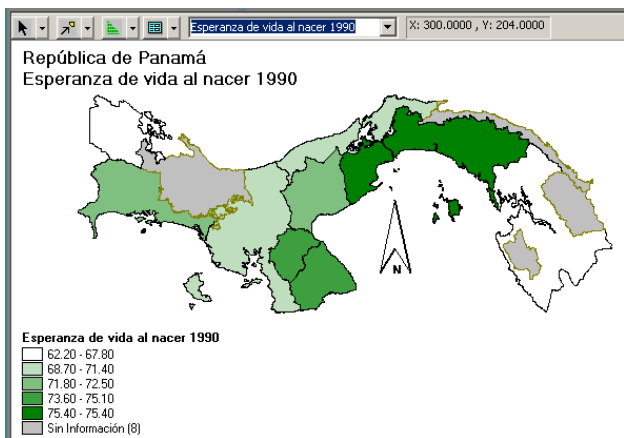 Esperanza de vida al nacer 1990
X: 300.0000 , Y: 204.0000
República de Panamá
Esperanza de vida al nacer 1990
N
Esperanza de vida al nacer 1990
62.20 - 67.80
68.70 - 71.40
71.80 - 72.50
73.60 - 75.10
75.40 - 75.40
Sin Información (8)